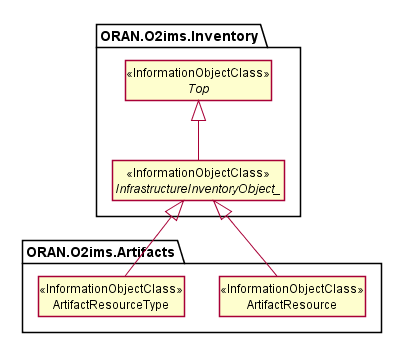 ORAN.O2ims.Inventory
«InformationObjectClass»
Top
«InformationObjectClass»
InfrastructureInventoryObject_
ORAN.O2ims.Artifacts
«InformationObjectClass»
ArtifactResourceType
«InformationObjectClass»
ArtifactResource